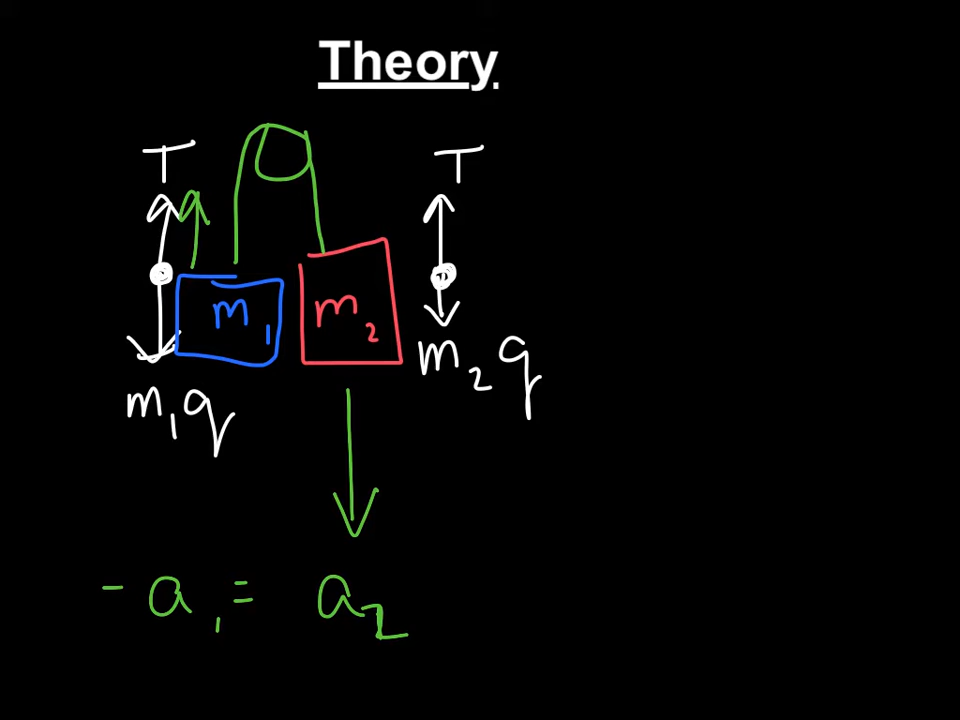 Theory
T T
m₁ m₂
m₁g m₂g
- a₁ = a₂